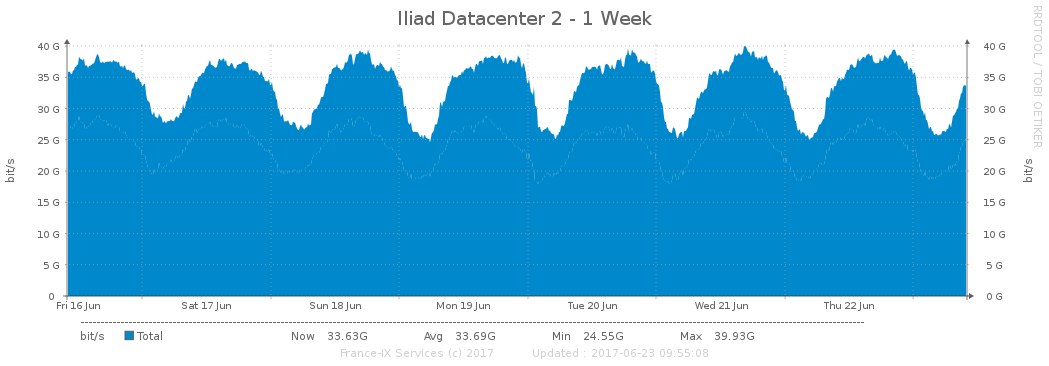 Iliad Datacenter 2 - 1 Week
RRDTOOL / TOBI OETIKER
40 G 40 G
35 G 35 G
30 G 30 G
25 G 25 G
20 G 20 G
15 G 15 G
10 G 10 G
5 G 5 G
0 0 G
bit/s bit/s
Fri 16 Jun Sat 17 Jun Sun 18 Jun Mon 19 Jun Tue 20 Jun Wed 21 Jun Thu 22 Jun
bit/s Total Now 33.63G Avg 33.69G Min 24.55G Max 39.93G
France-IX Services (c) 2017 Updated : 2017-06-23 09:55:08